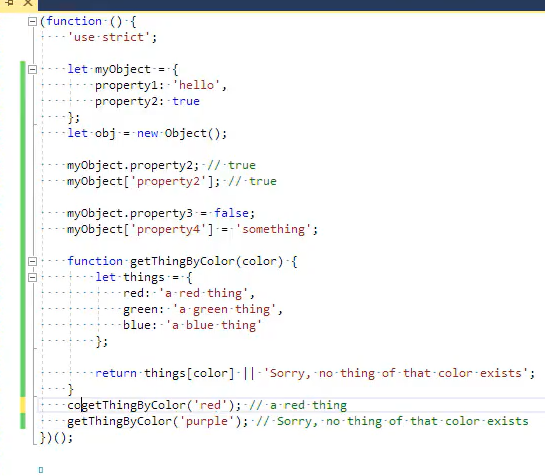 (function () {
'use strict';
let myObject = {
property1: 'hello',
property2: true
};
let obj = new Object();
myObject.property2; // true
myObject['property2']; // true
myObject.property3 = false;
myObject['property4'] = 'something';
function getThingByColor(color) {
let things = {
red: 'a red thing',
green: 'a green thing',
blue: 'a blue thing'
};
return things[color] || 'Sorry, no thing of that color exists';
}
cogetThingByColor('red'); // a red thing
getThingByColor('purple'); // Sorry, no thing of that color exists
})();